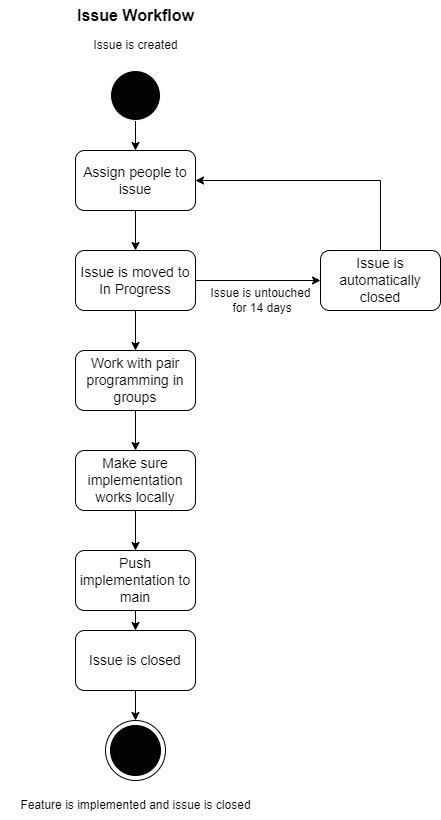 Issue Workflow
Issue is created
Assign people to
issue
Issue is moved to
In Progress
Issue is untouched
for 14 days
Issue is
automatically
closed
Work with pair
programming in
groups
Make sure
implementation
works locally
Push
implementation to
main
Issue is closed
Feature is implemented and issue is closed